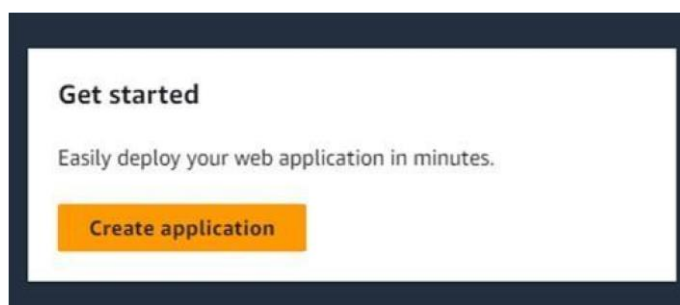 Get started
Easily deploy your web application in minutes.
Create application